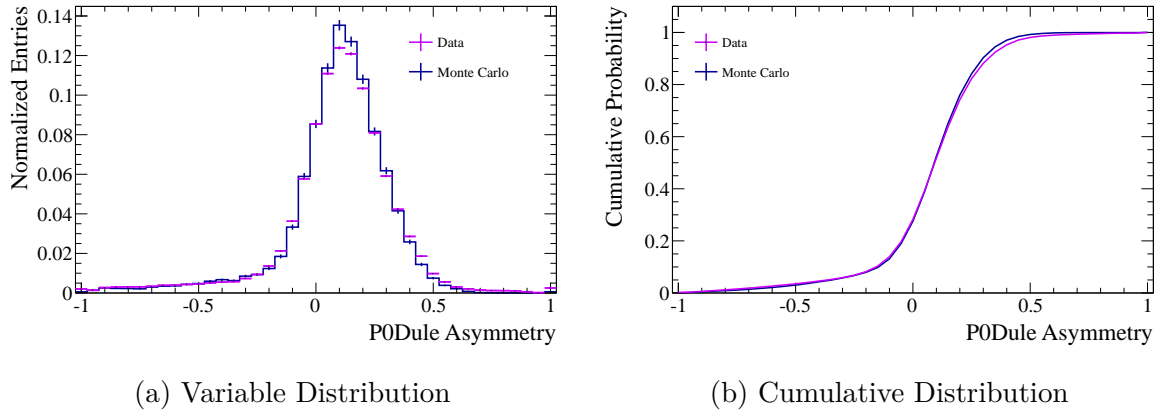 Normalized Entries
0.14
0.12
0.1
0.08
0.06
0.04
0.02
0
Data
Monte Carlo
-1 -0.5 0 0.5 1
P0Dule Asymmetry
(a) Variable Distribution
Cumulative Probability
1
0.8
0.6
0.4
0.2
0
Data
Monte Carlo
-1 -0.5 0 0.5 1
P0Dule Asymmetry
(b) Cumulative Distribution